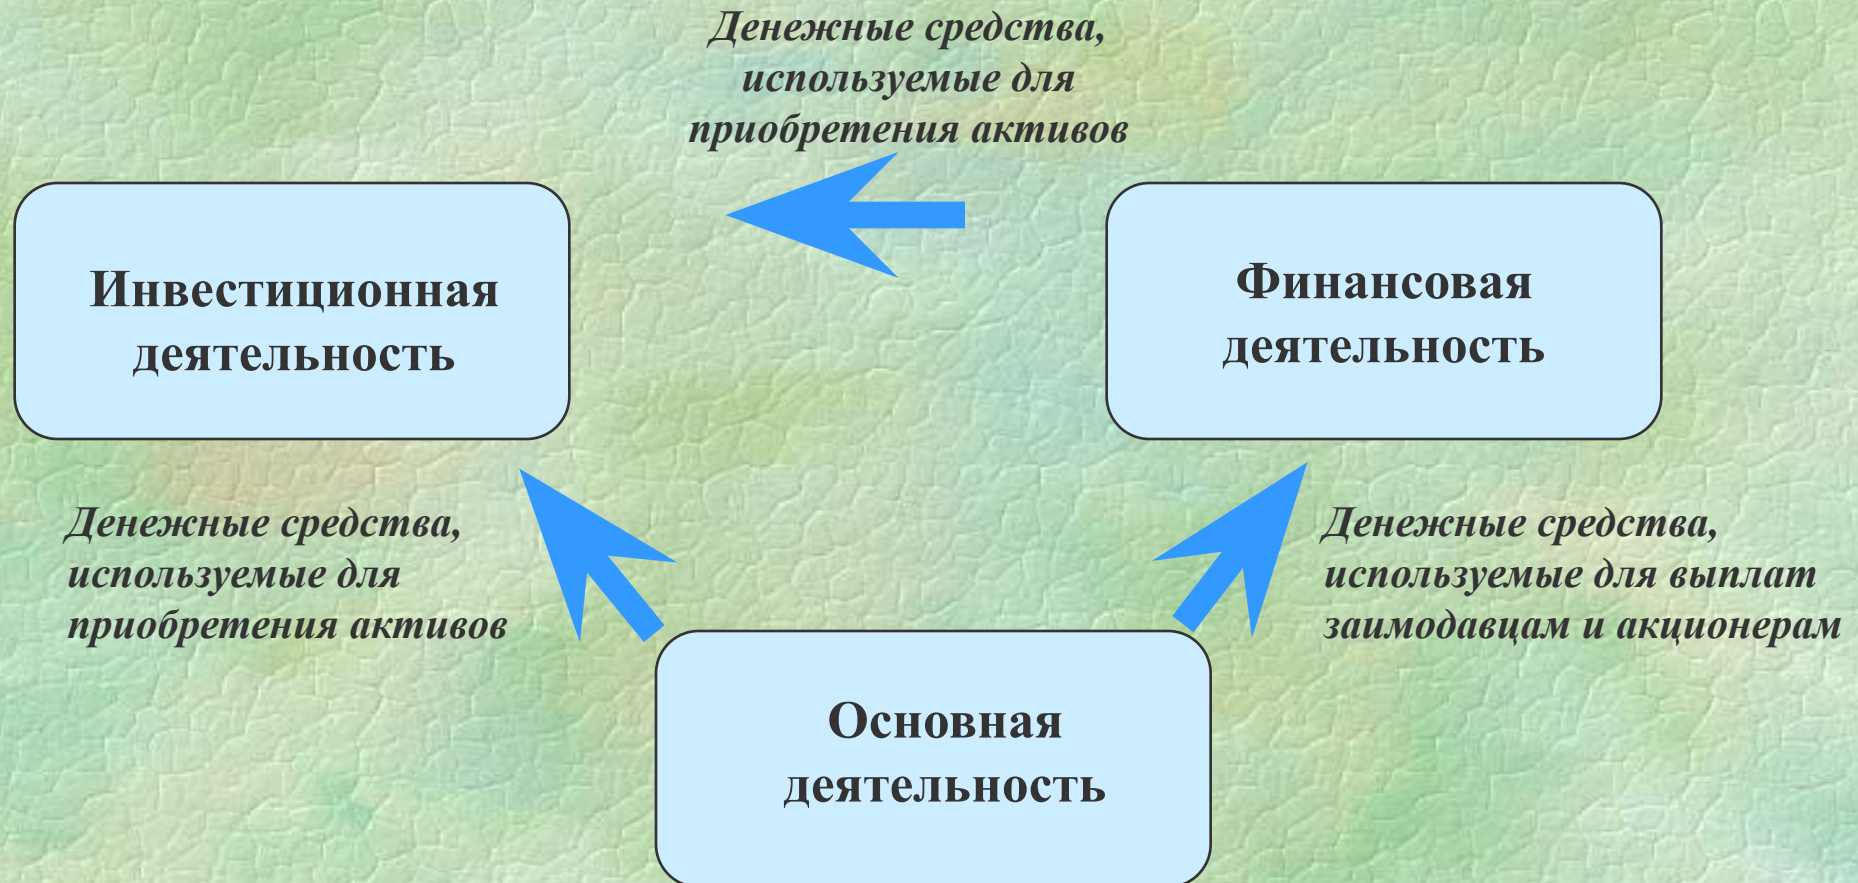 Денежные средства,
используемые для
приобретения активов
Инвестиционная
деятельность
Финансовая
деятельность
Денежные средства,
используемые для
приобретения активов
Денежные средства,
используемые для выплат
заимодавцам и акционерам
Основная
деятельность